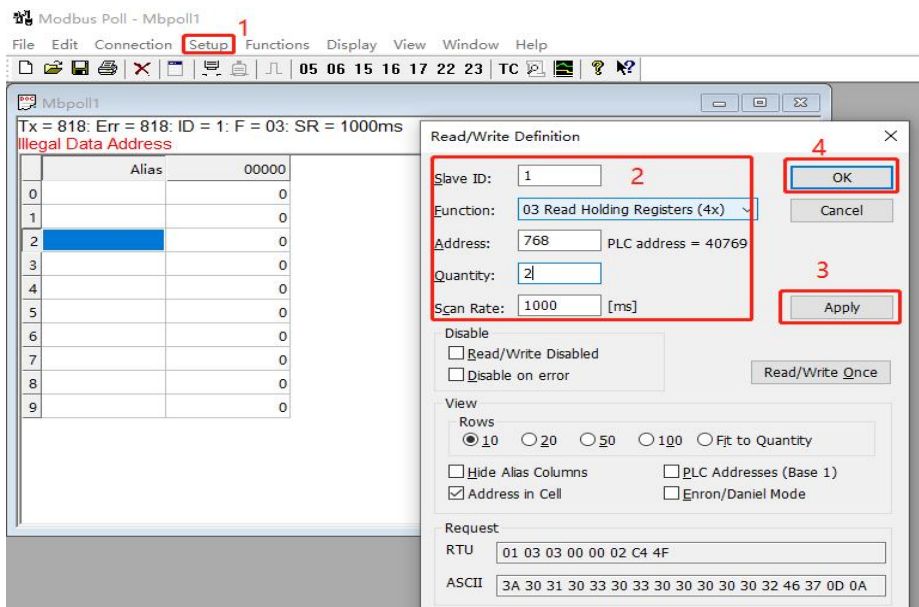 Modbus Poll - Mbpoll1
1
File Edit Connection Setup Functions Display View Window Help
05 06 15 16 17 22 23 TC
Mbpoll1
Tx = 818: Err = 818: ID = 1: F = 03: SR = 1000ms
Illegal Data Address
Alias 00000
0 0
1 0
2 0
3 0
4 0
5 0
6 0
7 0
8 0
9 0
Read/Write Definition
4
Slave ID: 1 2 OK
Function: 03 Read Holding Registers (4x) Cancel
Address: 768 PLC address = 40769
3
Quantity: 2
Scan Rate: 1000 [ms] Apply
Disable
Read/Write Disabled
Disable on error Read/Write Once
View
Rows
10 20 50 100 Fit to Quantity
Hide Alias Columns PLC Addresses (Base 1)
Address in Cell Enron/Daniel Mode
Request
RTU 01 03 03 00 00 02 C4 4F
ASCII 3A 30 31 30 33 30 33 30 30 30 30 30 32 46 37 0D 0A